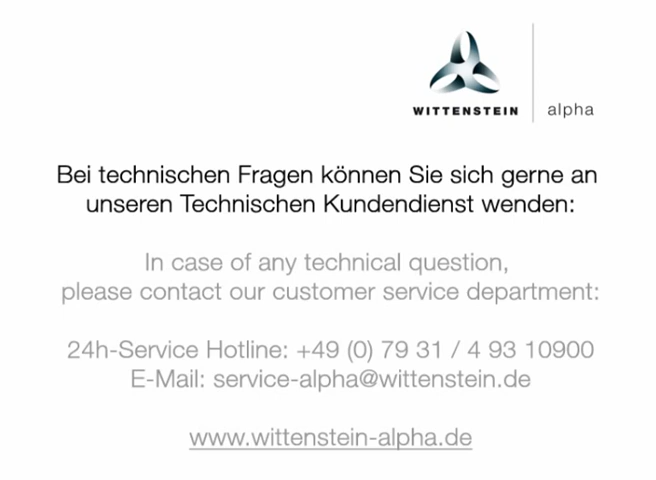 WITTENSTEIN alpha
Bei technischen Fragen können Sie sich gerne an
unseren Technischen Kundendienst wenden:
In case of any technical question,
please contact our customer service department:
24h-Service Hotline: +49 (0) 79 31 / 4 93 10900
E-Mail: service-alpha@wittenstein.de
www.wittenstein-alpha.de